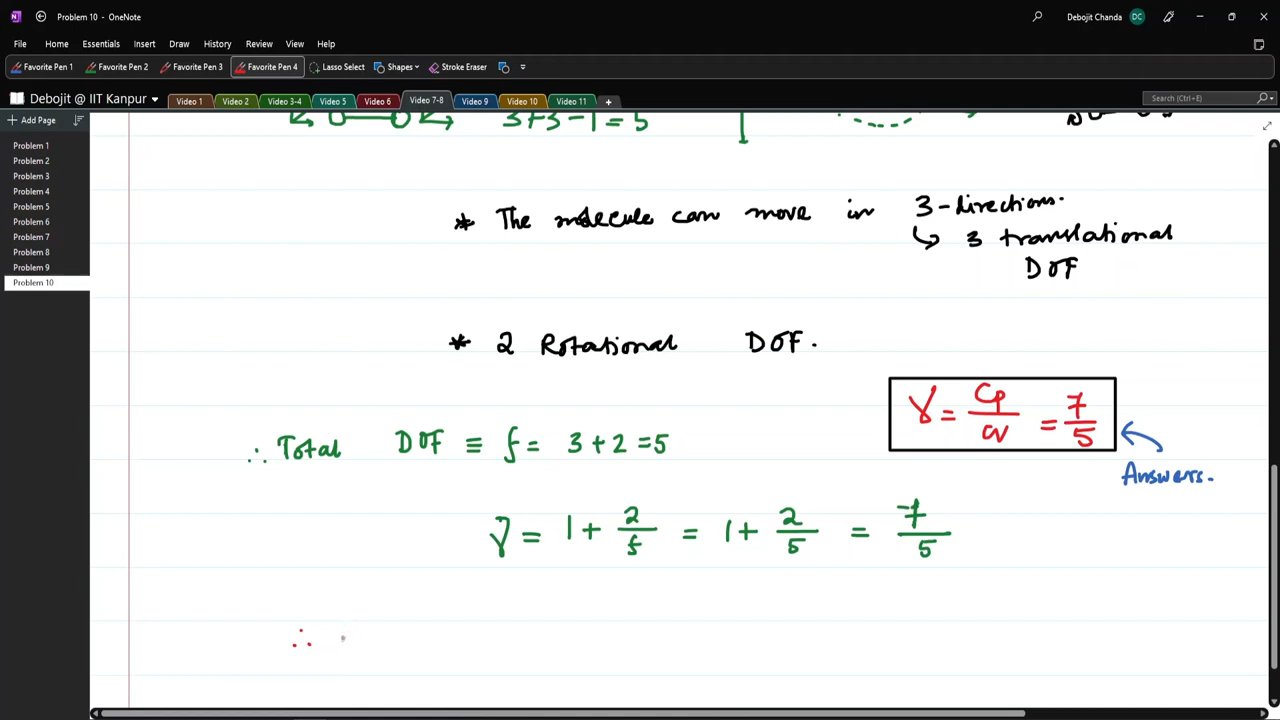 Problem 10 - OneNote
Debojit Chanda DC
File Home Essentials Insert Draw History Review View Help
Favorite Pen 1 Favorite Pen 2 Favorite Pen 3 Favorite Pen 4 Lasso Select Shapes Stroke Eraser
Debojit @ IIT Kanpur Video 1 Video 2 Video 3-4 Video 5 Video 6 Video 7-8 Video 9 Video 10 Video 11 +
Search (Ctrl+E)
+ Add Page
Problem 1
Problem 2
Problem 3
Problem 4
Problem 5
Problem 6
Problem 7
Problem 8
Problem 9
Problem 10
3+3-1=5
* The molecule can move in 3-directions.
↳ 3 translational
DOF
* 2 Rotational DOF.
γ = Cp/Cv = 7/5
Answers.
∴ Total DOF ≡ f = 3+2=5
γ = 1 + 2/f = 1 + 2/5 = 7/5
∴